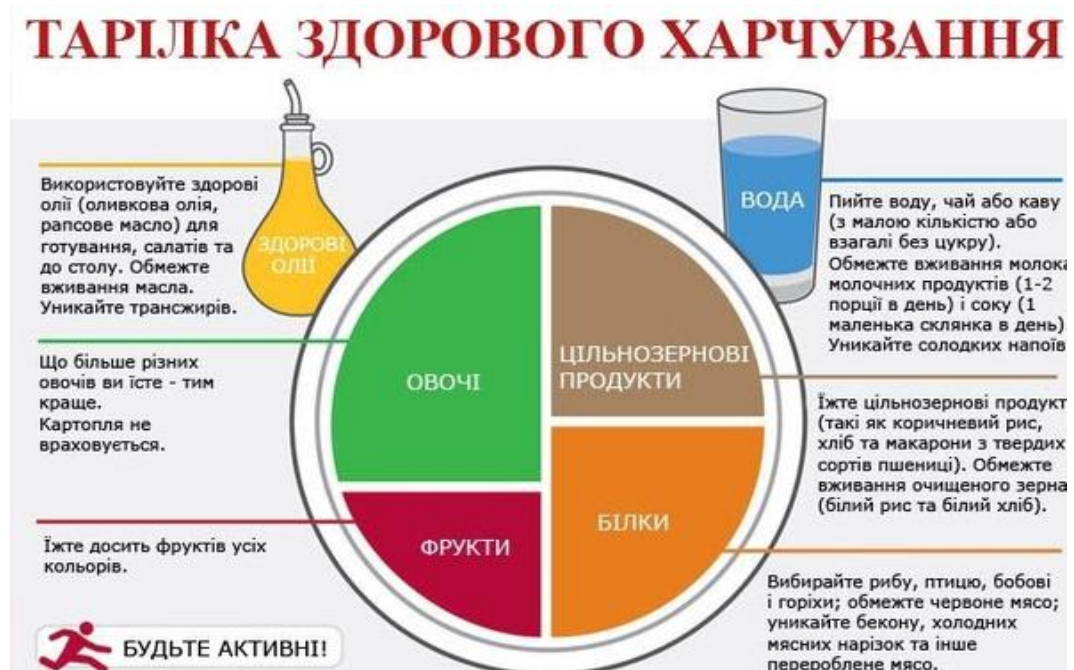 ТАРІЛКА ЗДОРОВОГО ХАРЧУВАННЯ
Використовуйте здорові
олії (оливкова олія,
рапсове масло) для
готування, салатів та
до столу. Обмежте
вживання масла.
Уникайте трансжирів.
ЗДОРОВІ
ОЛІЇ
ВОДА
Пийте воду, чай або каву
(з малою кількістю або
взагалі без цукру).
Обмежте вживання молока
молочних продуктів (1-2
порції в день) і соку (1
маленька склянка в день)
Уникайте солодких напоїв
Що більше різних
овочів ви їсте - тим
краще.
Картопля не
враховується.
ОВОЧІ
ЦІЛЬНОЗЕРНОВІ
ПРОДУКТИ
Їжте цільнозернові продукт
(такі як коричневий рис,
хліб та макарони з твердих
сортів пшениці). Обмежте
вживання очищеного зерна
(білий рис та білий хліб).
Їжте досить фруктів усіх
кольорів.
ФРУКТИ
БІЛКИ
Вибирайте рибу, птицю, бобові
і горіхи; обмежте червоне мясо;
уникайте бекону, холодних
мясних нарізок та інше
перероблене мясо.
БУДЬТЕ АКТИВНІ!